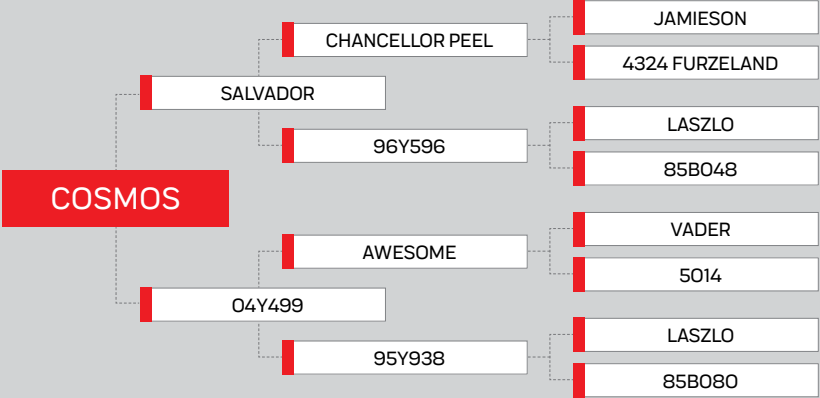 JAMIESON
CHANCELLOR PEEL
4324 FURZELAND
SALVADOR
LASZLO
96Y596
85B048
COSMOS
VADER
AWESOME
5014
04Y499
LASZLO
95Y938
85B080